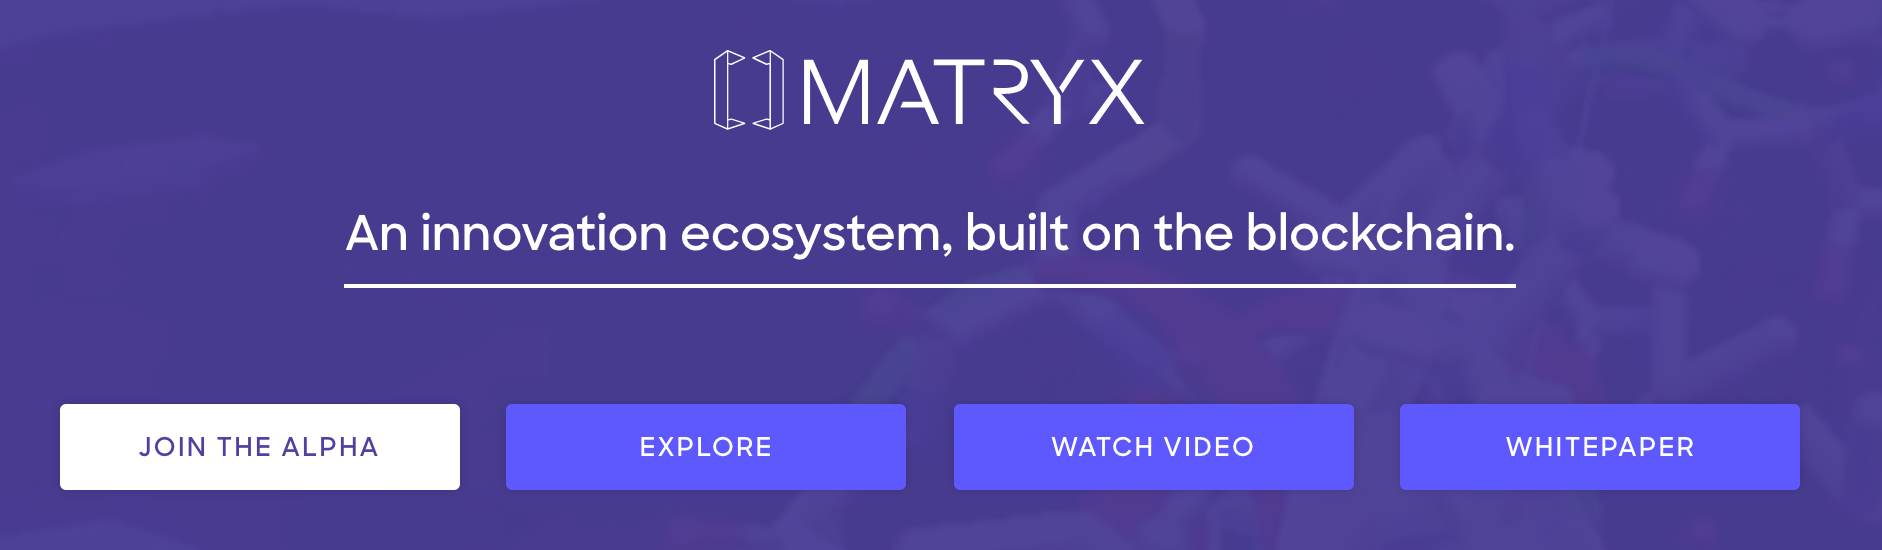 MATRYX
An innovation ecosystem, built on the blockchain.
JOIN THE ALPHA
EXPLORE
WATCH VIDEO
WHITEPAPER